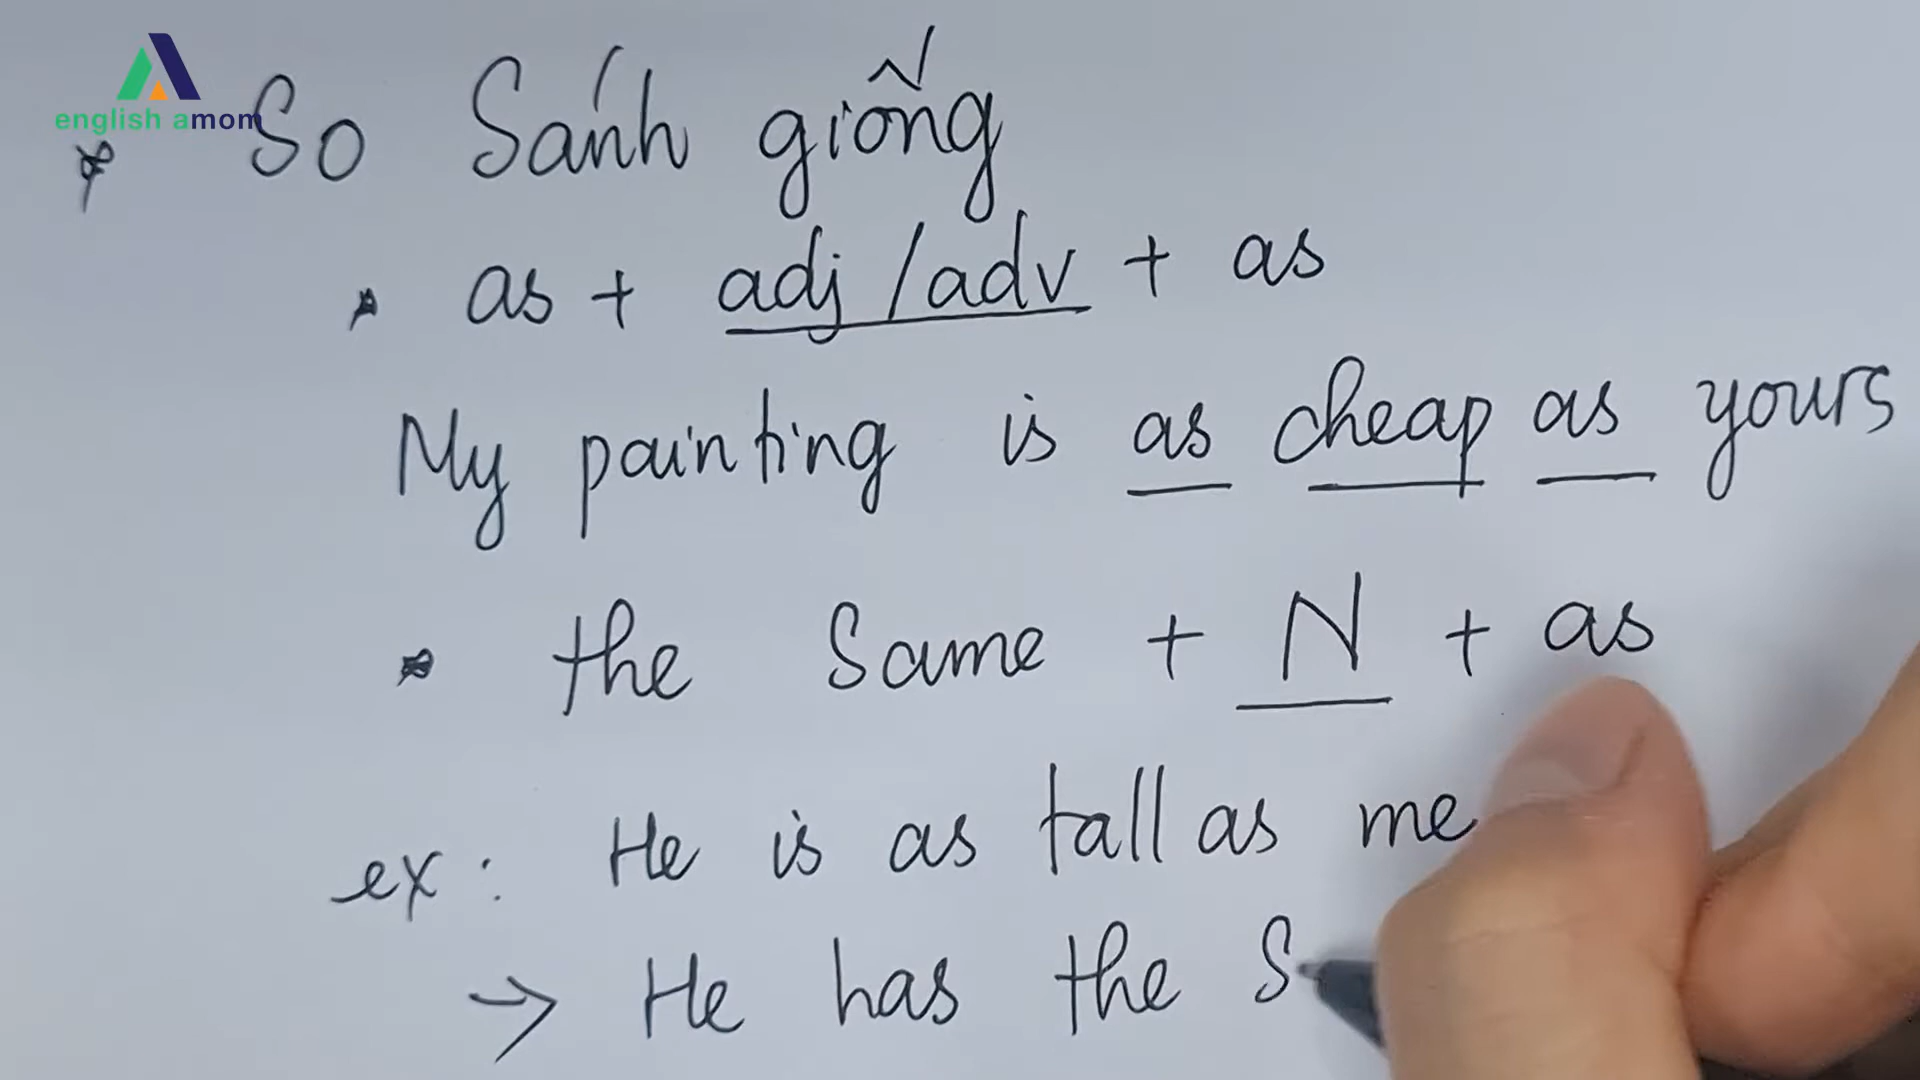 english amom
* So Sánh giống
* as + adj / adv + as
My painting is as cheap as yours
* the same + N + as
ex: He is as tall as me
→ He has the s